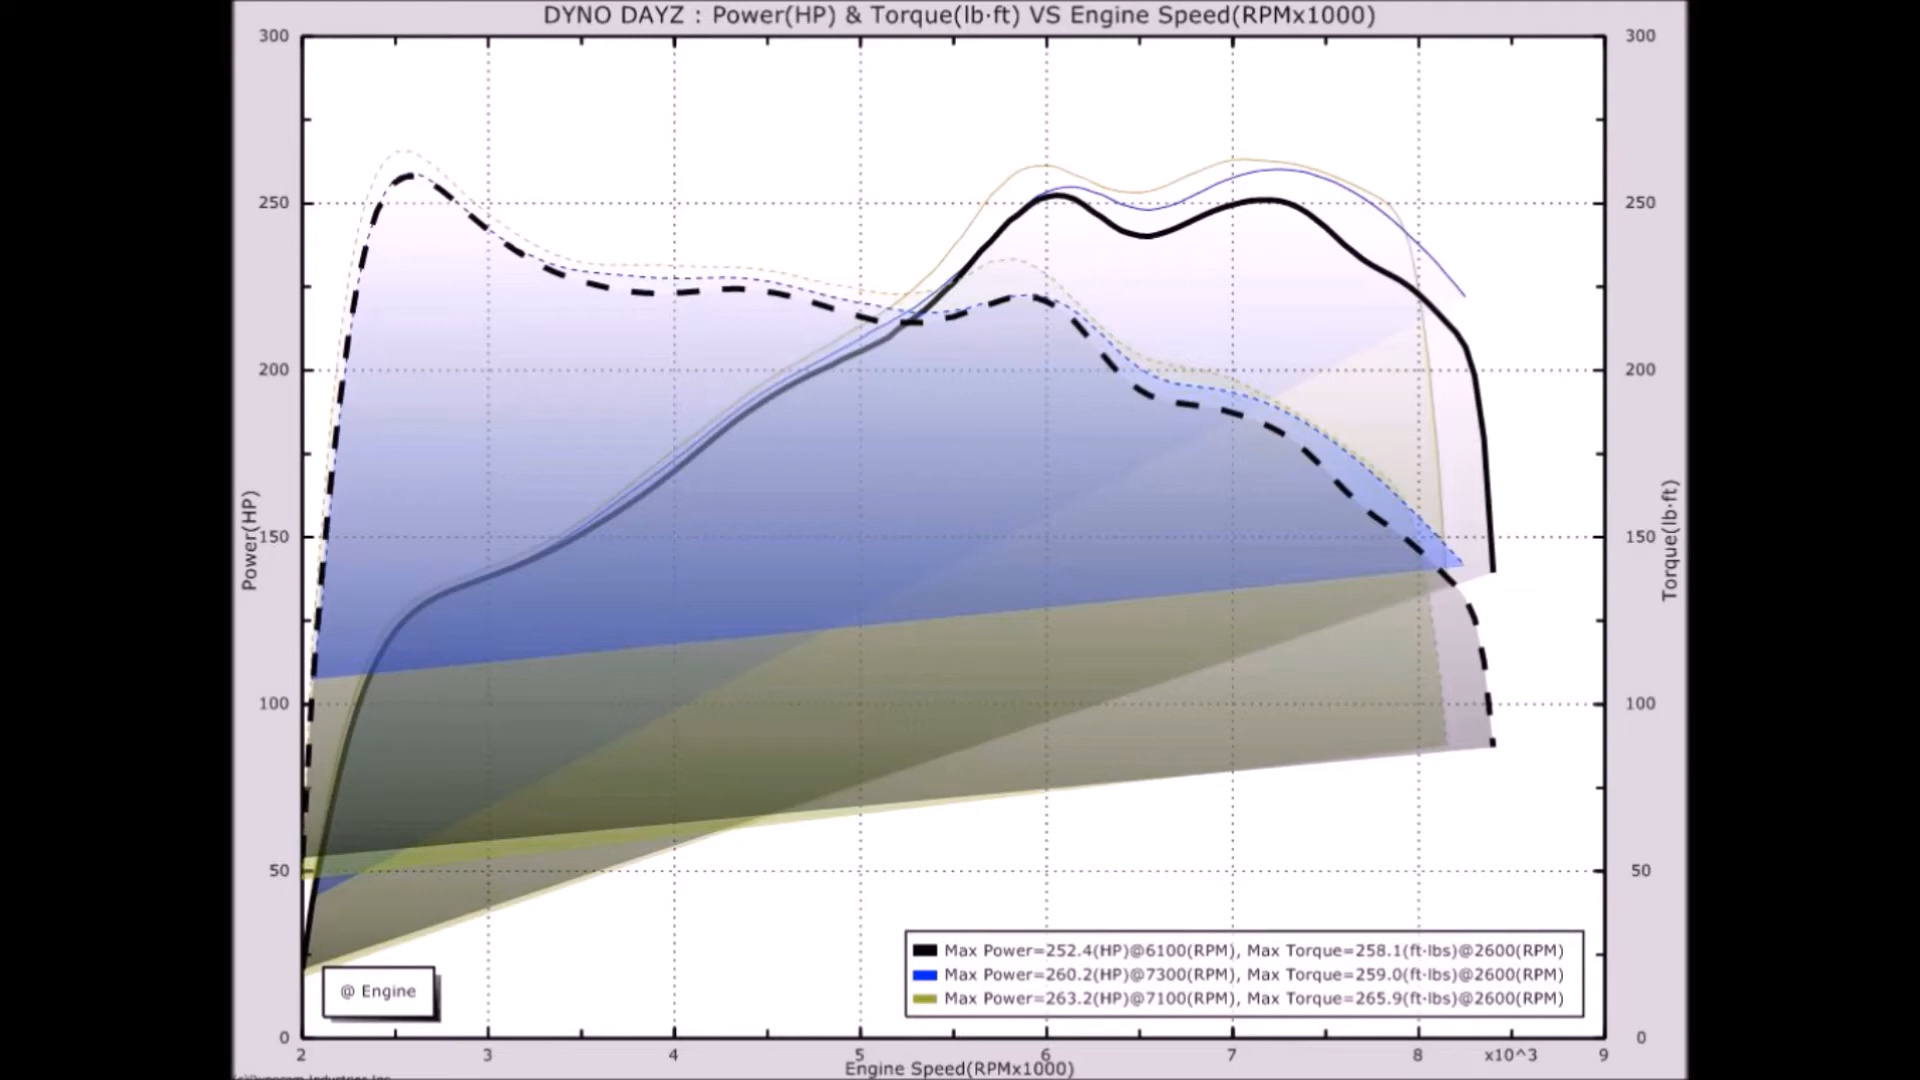 DYNO DAYZ : Power(HP) & Torque(lb·ft) VS Engine Speed(RPMx1000)
300
300
250
250
200
200
Power(HP)
150
150
Torque(lb·ft)
100
100
50
50
Max Power=252.4(HP)@6100(RPM), Max Torque=258.1(ft·lbs)@2600(RPM)
Max Power=260.2(HP)@7300(RPM), Max Torque=259.0(ft·lbs)@2600(RPM)
Max Power=263.2(HP)@7100(RPM), Max Torque=265.9(ft·lbs)@2600(RPM)
@ Engine
0
0
2 3 4 5 6 7 8 x10^3 9
Engine Speed(RPMx1000)